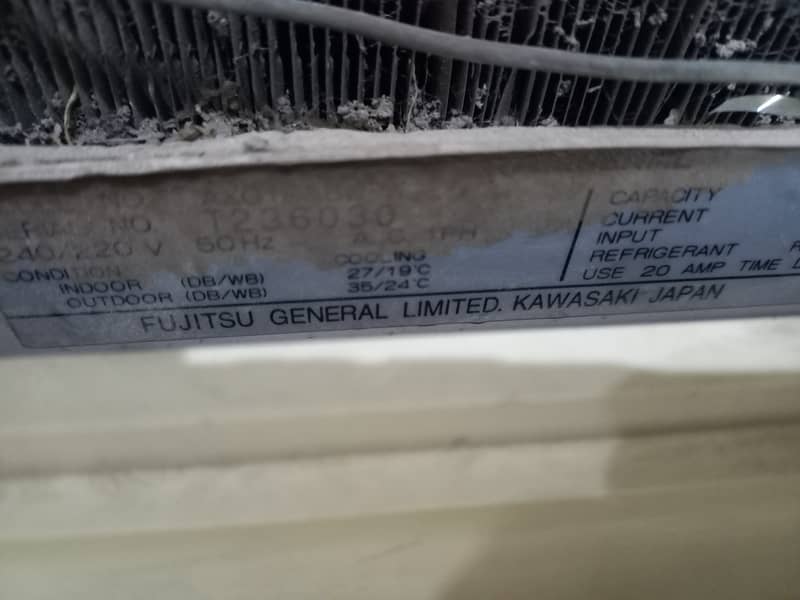 NO.
NO. T236030
240/220 V 50Hz
CONDITION COOLING
INDOOR (DB/WB) 27/19°C
OUTDOOR (DB/WB) 35/24°C
CAPACITY
CURRENT
INPUT
REFRIGERANT
USE 20 AMP TIME
FUJITSU GENERAL LIMITED. KAWASAKI JAPAN